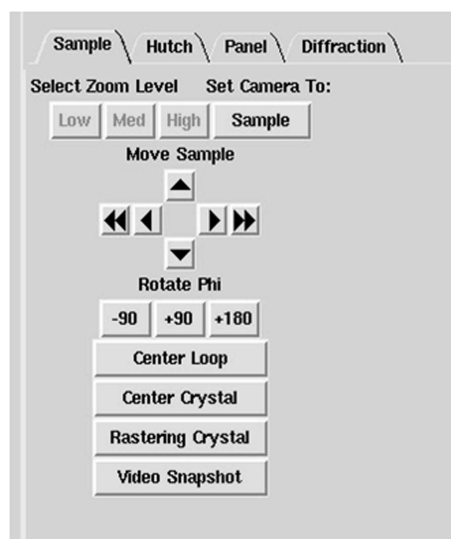 Sample Hutch Panel Diffraction
Select Zoom Level Set Camera To:
Low Med High Sample
Move Sample
Rotate Phi
-90 +90 +180
Center Loop
Center Crystal
Rastering Crystal
Video Snapshot